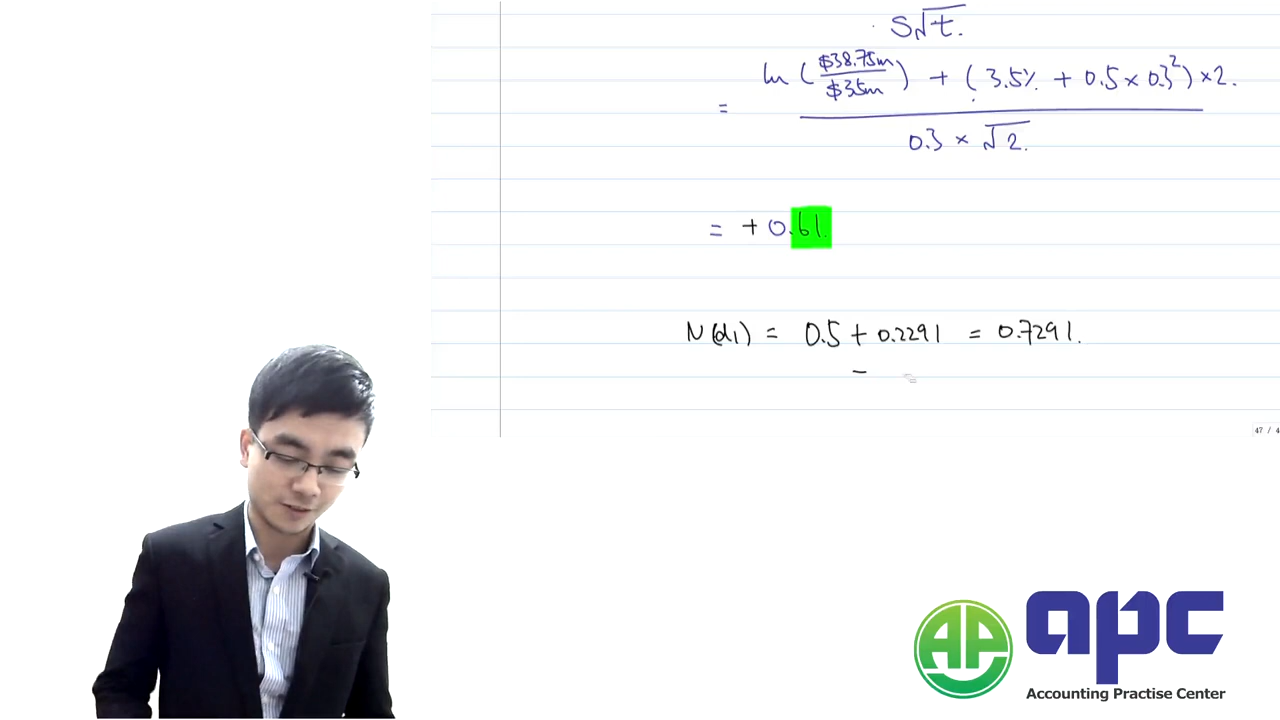 S√t.
= ln ($38.75m / $35m) + (3.5% + 0.5 × 0.3²) × 2.
0.3 × √2.
= + 0.61.
N(d1) = 0.5 + 0.2291 = 0.7291.
-
47 / 4
AP
apc
Accounting Practise Center